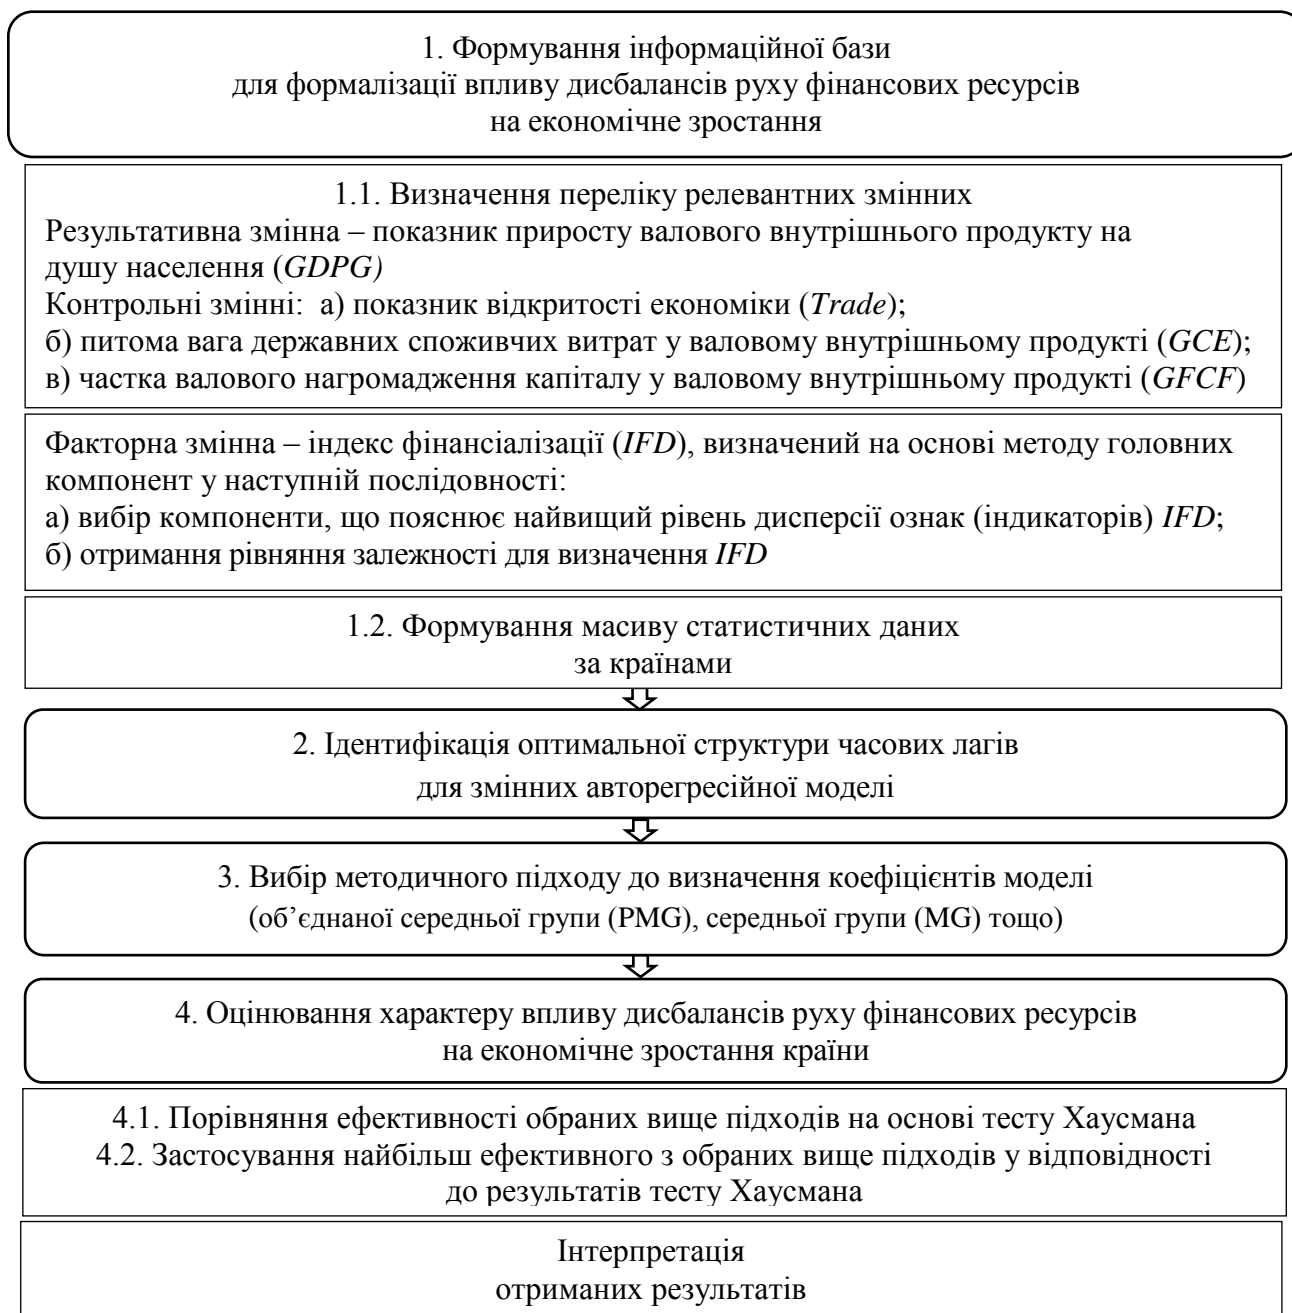 1. Формування інформаційної бази
для формалізації впливу дисбалансів руху фінансових ресурсів
на економічне зростання
1.1. Визначення переліку релевантних змінних
Результативна змінна – показник приросту валового внутрішнього продукту на
душу населення (GDPG)
Контрольні змінні: а) показник відкритості економіки (Trade);
б) питома вага державних споживчих витрат у валовому внутрішньому продукті (GCE);
в) частка валового нагромадження капіталу у валовому внутрішньому продукті (GFCF)
Факторна змінна – індекс фінансіалізації (IFD), визначений на основі методу головних
компонент у наступній послідовності:
а) вибір компоненти, що пояснює найвищий рівень дисперсії ознак (індикаторів) IFD;
б) отримання рівняння залежності для визначення IFD
1.2. Формування масиву статистичних даних
за країнами
2. Ідентифікація оптимальної структури часових лагів
для змінних авторегресійної моделі
3. Вибір методичного підходу до визначення коефіцієнтів моделі
(об’єднаної середньої групи (PMG), середньої групи (MG) тощо)
4. Оцінювання характеру впливу дисбалансів руху фінансових ресурсів
на економічне зростання країни
4.1. Порівняння ефективності обраних вище підходів на основі тесту Хаусмана
4.2. Застосування найбільш ефективного з обраних вище підходів у відповідності
до результатів тесту Хаусмана
Інтерпретація
отриманих результатів